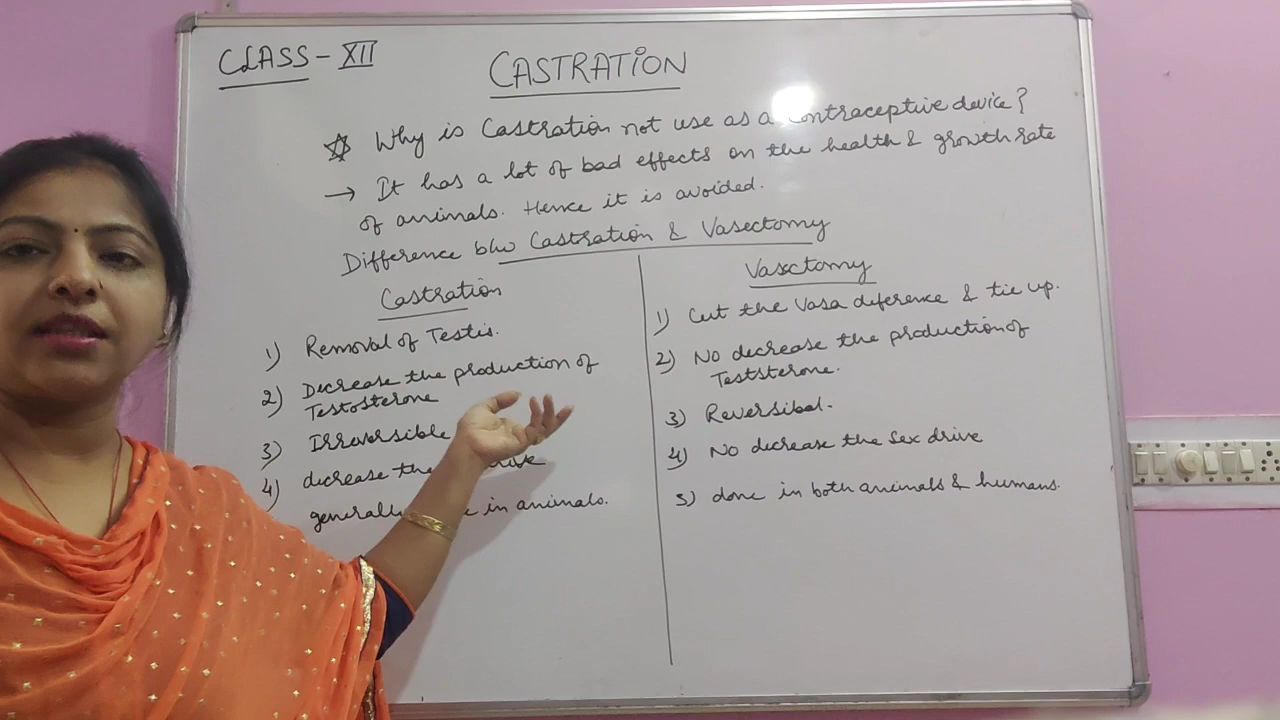 CLASS - XII
CASTRATION
Why is Castration not use as a contraceptive device?
→ It has a lot of bad effects on the health & growth rate
of animals. Hence it is avoided.
Difference b/w Castration & Vasectomy
Castration
1) Removal of Testis.
2) Decrease the production of
Testosterone
3) Irreversible
4) decrease the
generally in animals.
Vasectomy
1) Cut the Vasa deference & tie up.
2) No decrease the production of
Teststerone.
3) Reversibal.
4) No decrease the Sex drive
5) done in both animals & humans.